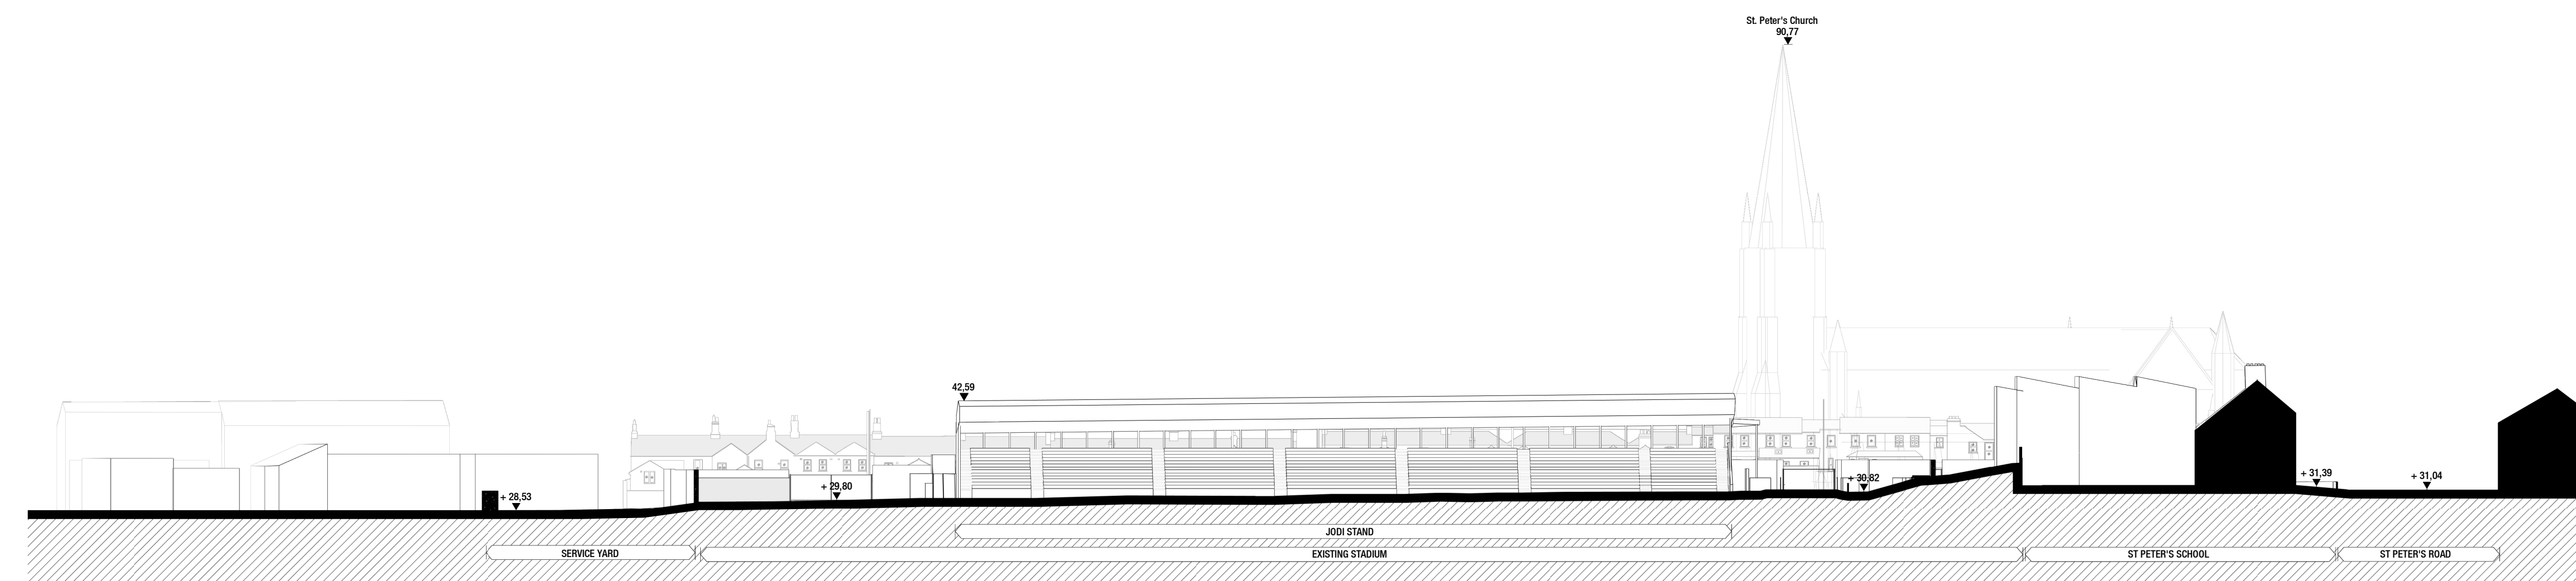 St. Peter's Church
90,77
42,59
+ 28,53
+ 29,80
+ 30,82
+ 31,39
+ 31,04
JODI STAND
SERVICE YARD
EXISTING STADIUM
ST PETER'S SCHOOL
ST PETER'S ROAD